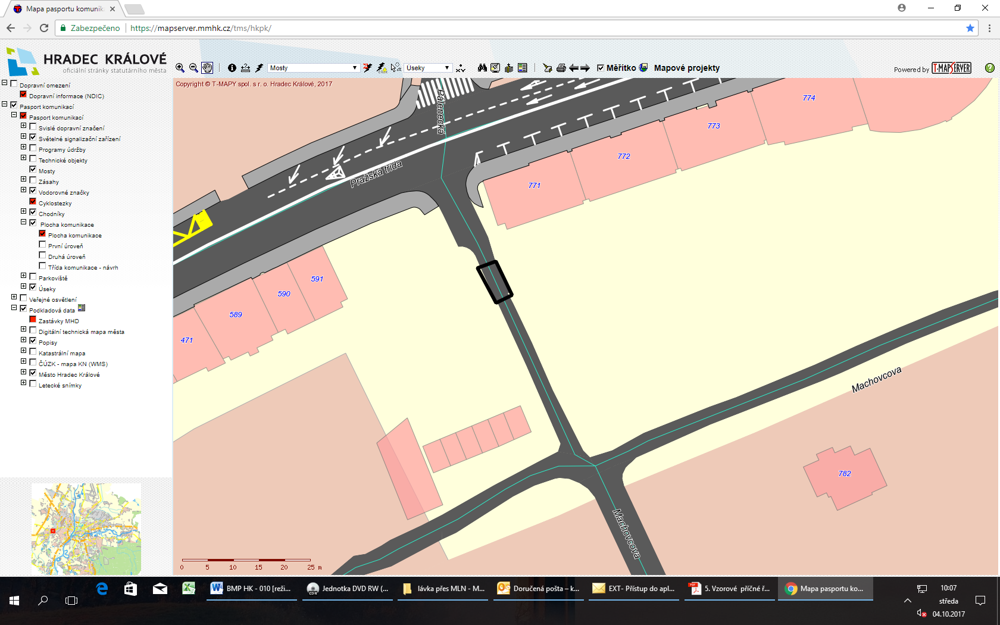 Mapa pasportu komunik
Zabezpečeno https://mapserver.mmhk.cz/tms/hkpk/
HRADEC KRÁLOVÉ
oficiální stránky statutárního města
Mosty
Úseky
Měřítko
Mapové projekty
Powered by T-MAPSERVER
Copyright © T-MAPY spol. s r. o. Hradec Králové, 2017
Dopravní omezení
Dopravní informace (NDIC)
Pasport komunikací
Pasport komunikací
Svislé dopravní značení
Světelné signalizační zařízení
Programy údržby
Technické objekty
Mosty
Zásahy
Vodorovné značky
Cyklostezky
Chodníky
Plocha komunikace
Plocha komunikace
První úroveň
Druhá úroveň
Třída komunikace - návrh
Parkoviště
Úseky
Veřejné osvětlení
Podkladová data
Zastávky MHD
Digitální technická mapa města
Popisy
Katastrální mapa
ČÚZK - mapa KN (WMS)
Město Hradec Králové
Letecké snímky
Pálenecká
Pražská třída
774
773
772
771
591
590
589
471
Machovcova
782
Machovcova
0 5 10 15 20 25 m
BMP HK - 010 [reži...
Jednotka DVD RW (...
lávka přes MLN - M...
Doručená pošta – k...
EXT- Přístup do apl...
5. Vzorové příčné ř...
Mapa pasportu ko...
10:07
středa
04.10.2017